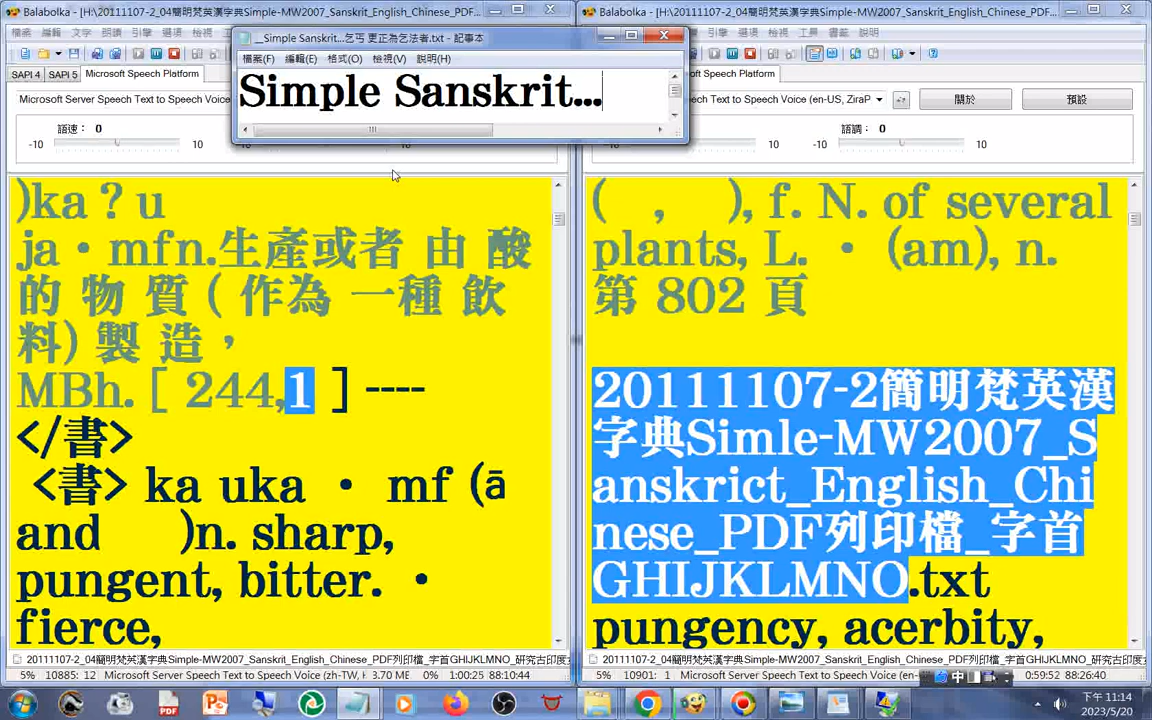 Balabolka - [H:\20111107-2_04簡明梵英漢字典Simple-MW2007_Sanskrit_English_Chinese_PDF...
Balabolka - [H:\20111107-2_04簡明梵英漢字典Simple-MW2007_Sanskrit_English_Chinese_PDF...
__Simple Sanskrit...乞丐 更正為乞法者.txt - 記事本
檔案(F) 編輯(E) 格式(O) 檢視(V) 說明(H)
Simple Sanskrit...
SAPI 4 SAPI 5 Microsoft Speech Platform
Microsoft Server Speech Text to Speech Voice
h Text to Speech Voice (en-US, ZiraP
關於 預設
語速： 0
-10 10
語調： 0
10 -10 10
)ka ? u
ja • mfn.生產或者 由 酸
的 物 質 ( 作為 一種 飲
料) 製 造，
MBh. [ 244,1 ] ----
</書>
<書> ka uka • mf (ā
and )n. sharp,
pungent, bitter. •
fierce,
( , ), f. N. of several
plants, L. • (am), n.
第 802 頁
20111107-2簡明梵英漢
字典Simle-MW2007_S
anskrict_English_Chi
nese_PDF列印檔_字首
GHIJKLMNO.txt
pungency, acerbity,
20111107-2_04簡明梵英漢字典Simple-MW2007_Sanskrit_English_Chinese_PDF列印檔_字首GHIJKLMNO_研究古印度
20111107-2_04簡明梵英漢字典Simple-MW2007_Sanskrit_English_Chinese_PDF列印檔_字首GHIJKLMNO_研究古印度
5% 10885: 12 Microsoft Server Speech Text to Speech Voice (zh-TW, 3.70 ME 0% 1:00:25 88:10:44
5% 10901: 1 Microsoft Server Speech Text to Speech Voice 0:59:52 88:26:40
中
下午 11:14
2023/5/20